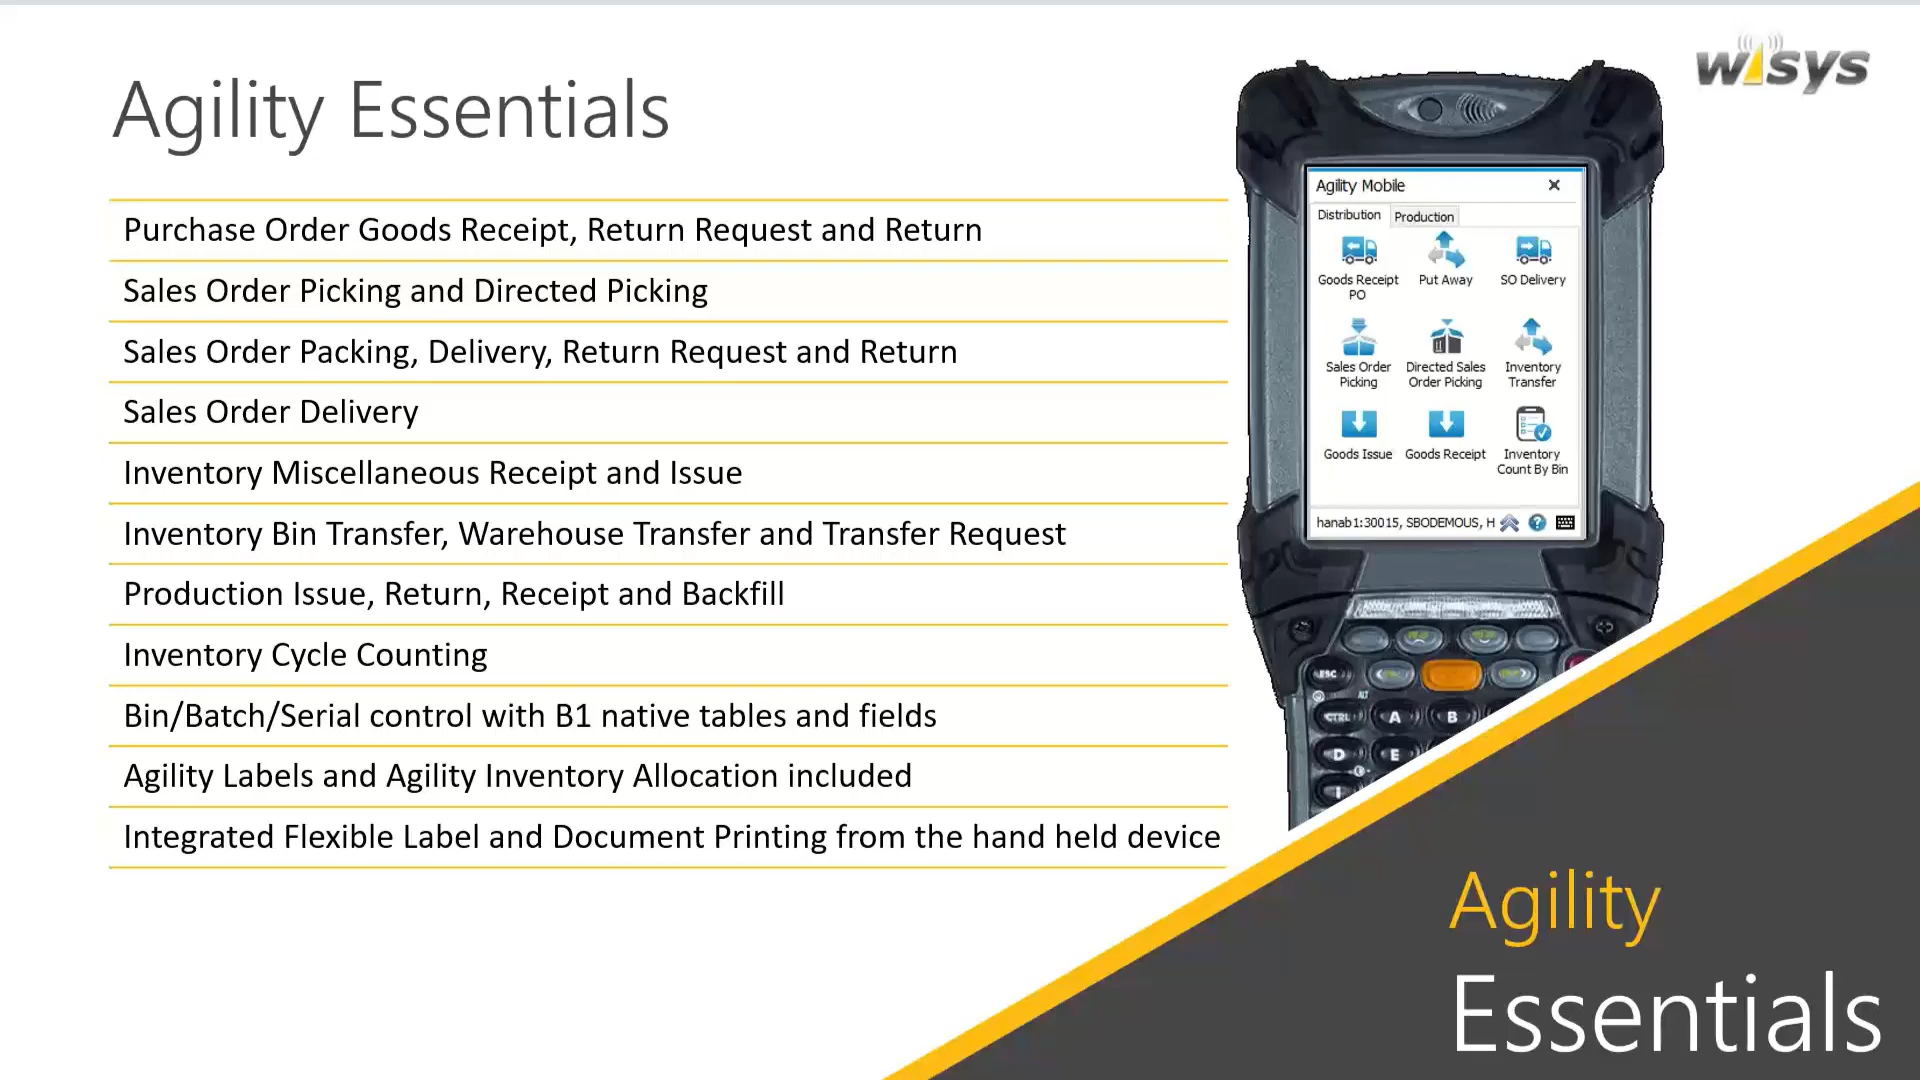 wisys
Agility Essentials
Purchase Order Goods Receipt, Return Request and Return
Sales Order Picking and Directed Picking
Sales Order Packing, Delivery, Return Request and Return
Sales Order Delivery
Inventory Miscellaneous Receipt and Issue
Inventory Bin Transfer, Warehouse Transfer and Transfer Request
Production Issue, Return, Receipt and Backfill
Inventory Cycle Counting
Bin/Batch/Serial control with B1 native tables and fields
Agility Labels and Agility Inventory Allocation included
Integrated Flexible Label and Document Printing from the hand held device
Agility Mobile
Distribution Production
Goods Receipt PO
Put Away
SO Delivery
Sales Order Picking
Directed Sales Order Picking
Inventory Transfer
Goods Issue
Goods Receipt
Inventory Count By Bin
hanab1:30015, SBODEMOUS, H
ESC
ALT
CTRL A B
D E
I
Agility
Essentials